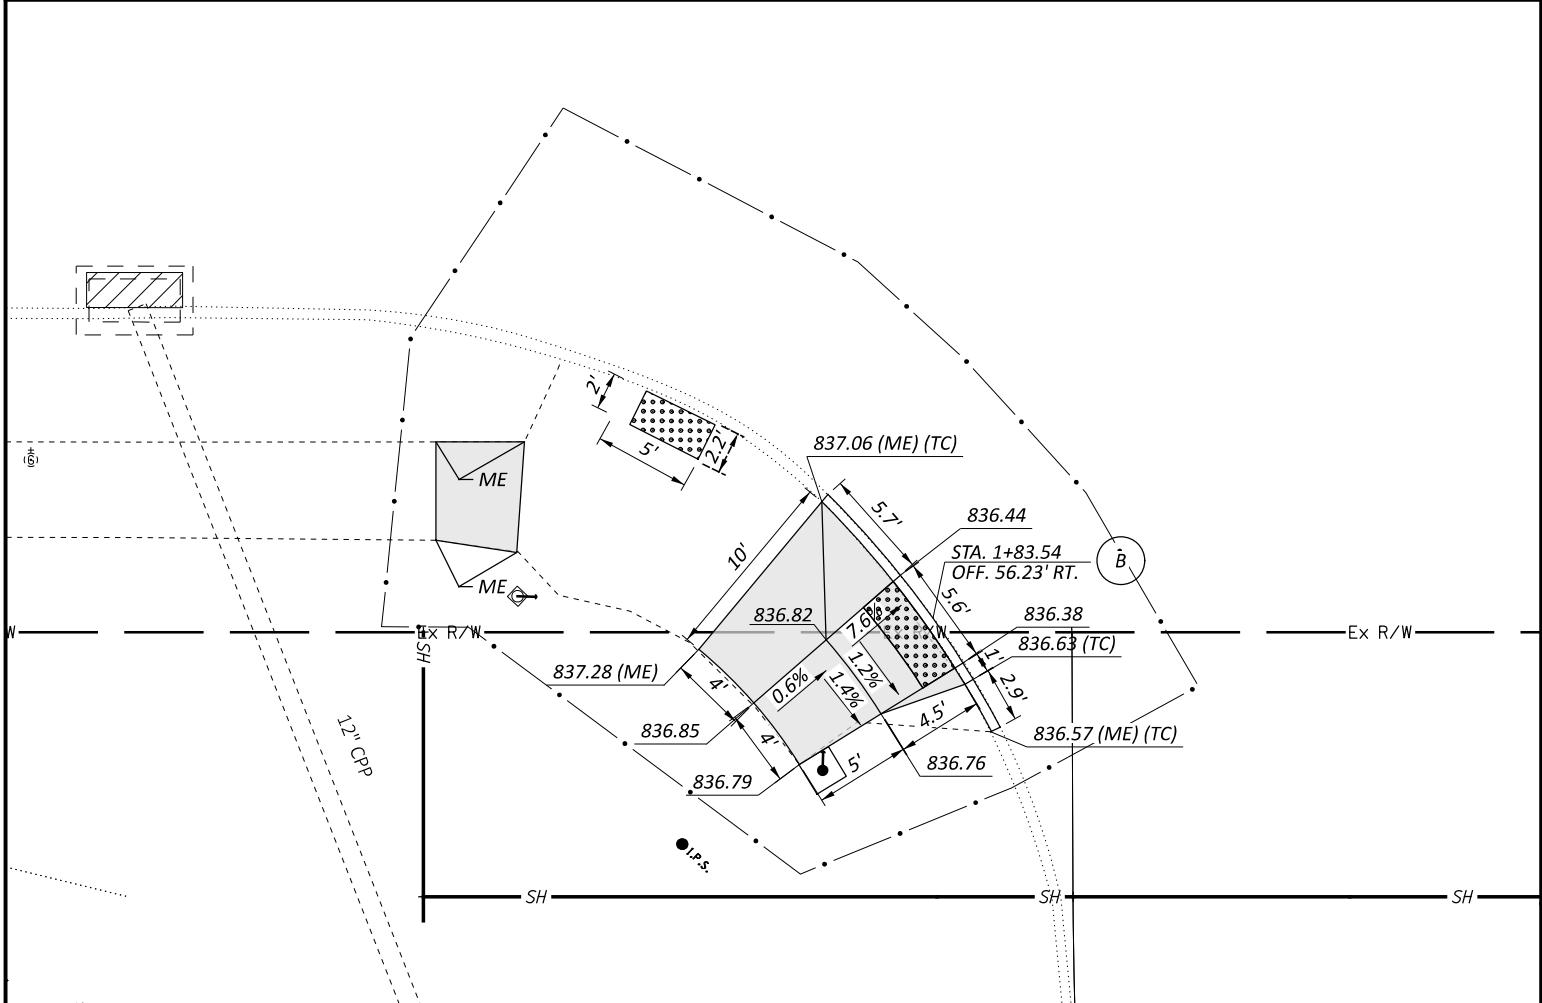 2'
5'
2.2'
837.06 (ME) (TC)
ME
5.7'
836.44
10'
STA. 1+83.54
OFF. 56.23' RT.
B
5.6'
ME
836.82
7.6%
836.38
W
Ex R/W
R/W
Ex R/W
836.63 (TC)
SH
837.28 (ME)
1'
1.2%
4'
0.6%
1.4%
2.9'
4.5'
836.85
4'
836.57 (ME) (TC)
12" CPP
5'
836.76
836.79
I.P.S.
SH
SH
SH